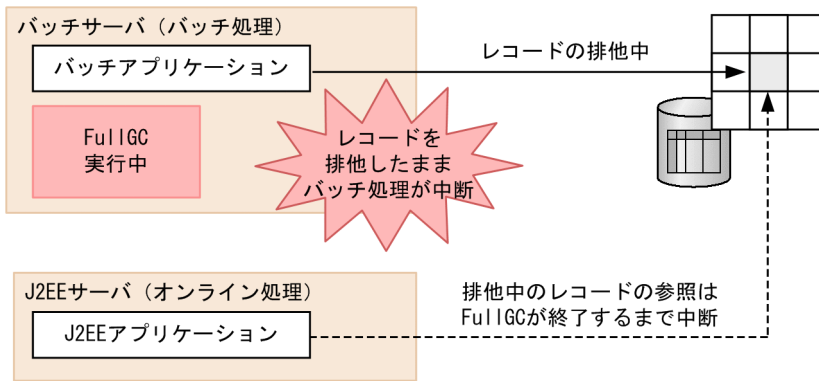 バッチサーバ（バッチ処理）
バッチアプリケーション
レコードの排他中
FullGC
実行中
レコードを
排他したまま
バッチ処理が中断
J2EEサーバ（オンライン処理）
J2EEアプリケーション
排他中のレコードの参照は
FullGCが終了するまで中断